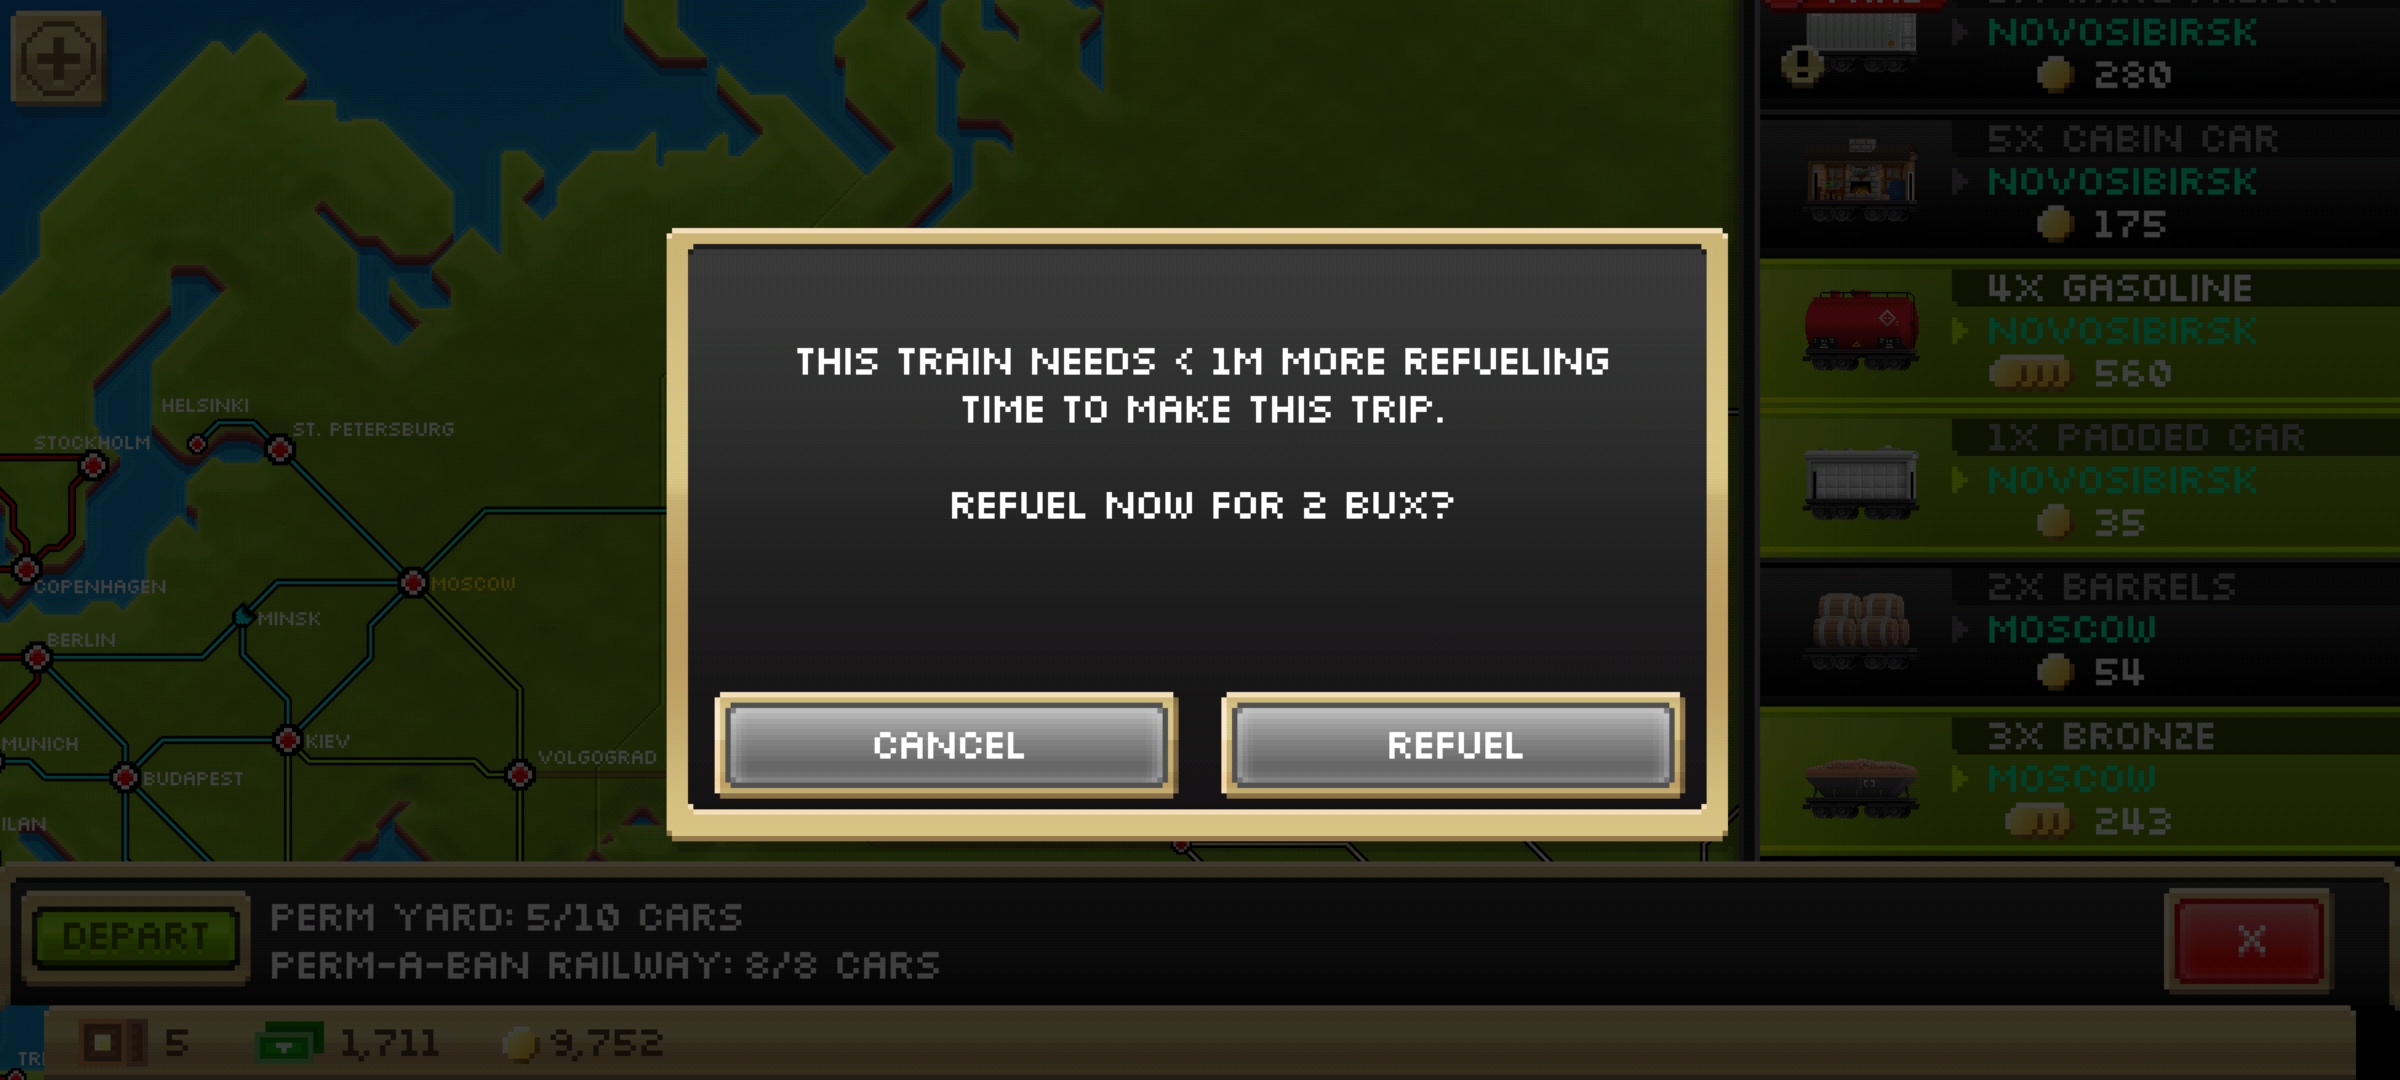 NOVOSIBIRSK
280
5X CABIN CAR
NOVOSIBIRSK
175
4X GASOLINE
NOVOSIBIRSK
560
1X PADDED CAR
NOVOSIBIRSK
35
2X BARRELS
MOSCOW
54
3X BRONZE
MOSCOW
243
THIS TRAIN NEEDS < 1M MORE REFUELING
TIME TO MAKE THIS TRIP.
REFUEL NOW FOR 2 BUX?
CANCEL
REFUEL
HELSINKI
ST. PETERSBURG
STOCKHOLM
COPENHAGEN
MOSCOW
MINSK
BERLIN
MUNICH
KIEV
VOLGOGRAD
BUDAPEST
ILAN
DEPART
PERM YARD: 5/10 CARS
PERM-A-BAN RAILWAY: 8/8 CARS
X
5
1,711
9,752
TRI